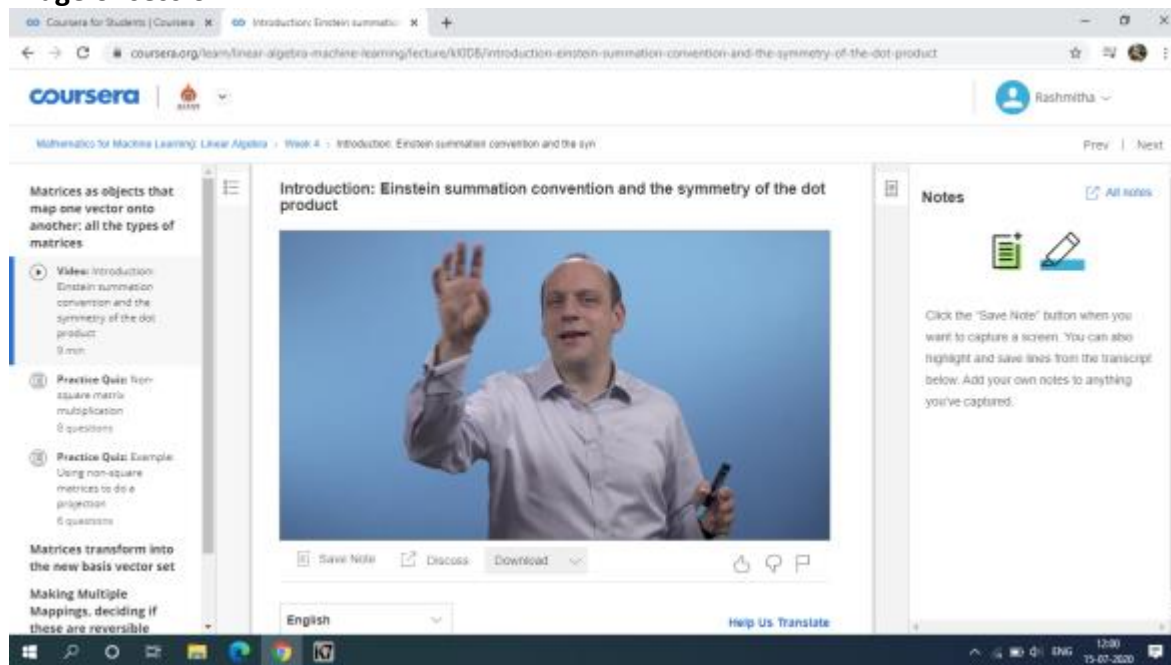 Coursera for Students | Coursera
Introduction: Einstein summatio
coursera.org/learn/linear-algebra-machine-learning/lecture/
/introduction-einstein-summation-convention-and-the-symmetry-of-the-dot-product
coursera
Rashmitha
Mathematics for Machine Learning: Linear Algebra > Week 4 > Introduction: Einstein summation convention and the syn
Prev | Next
Matrices as objects that
map one vector onto
another; all the types of
matrices
Video: Introduction:
Einstein summation
convention and the
symmetry of the dot
product
9 min
Practice Quiz: Non-
square matrix
multiplication
8 questions
Practice Quiz: Example:
Using non-square
matrices to do a
projection
6 questions
Matrices transform into
the new basis vector set
Making Multiple
Mappings, deciding if
these are reversible
Introduction: Einstein summation convention and the symmetry of the dot
product
Save Note
Discuss
Download
English
Help Us Translate
Notes
All notes
Click the "Save Note" button when you
want to capture a screen. You can also
highlight and save lines from the transcript
below. Add your own notes to anything
you've captured.
K7
ENG
12:00
15-07-2020